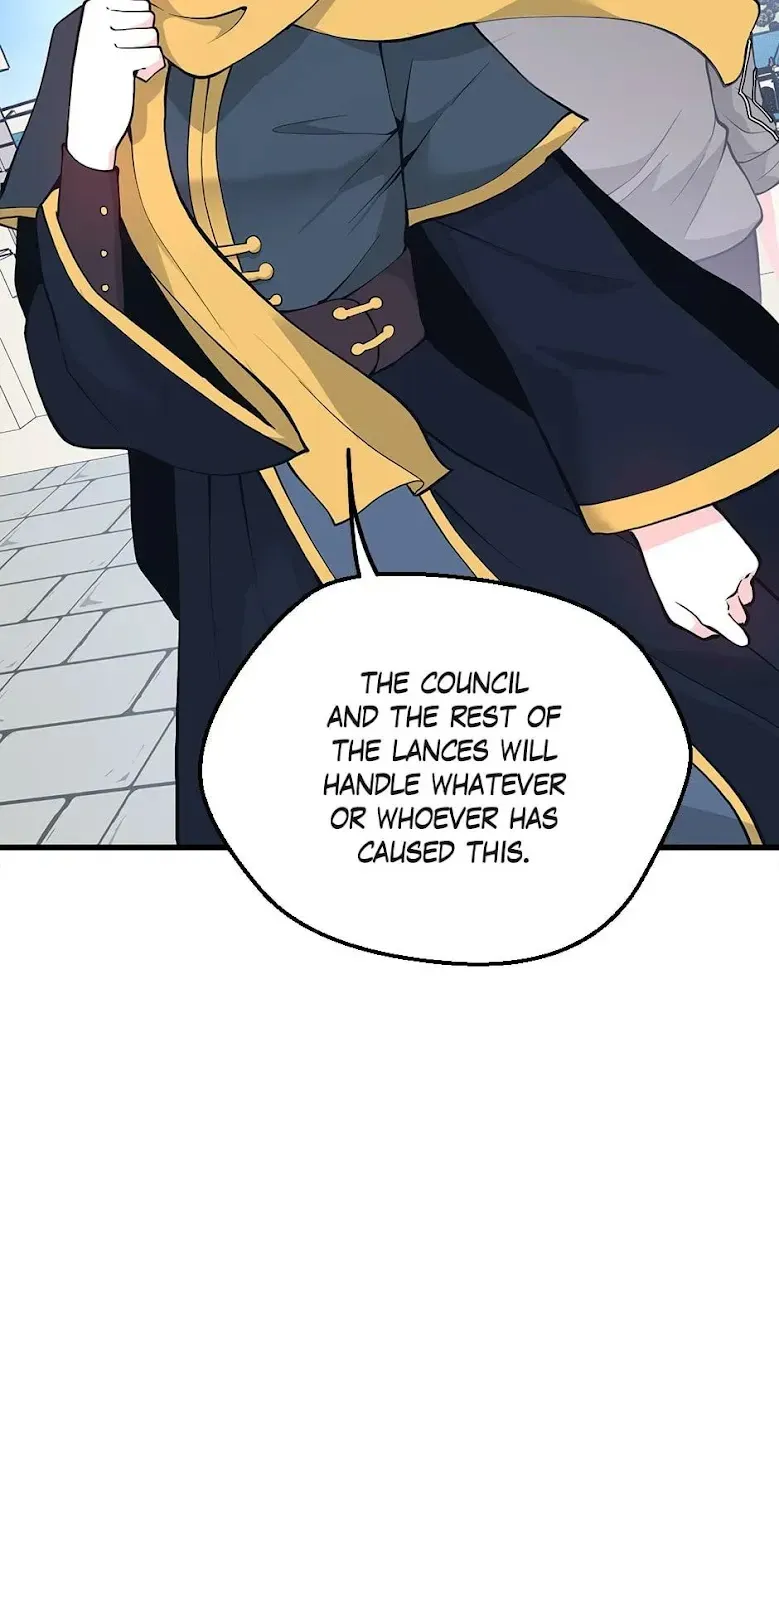 THE COUNCIL
AND THE REST OF
THE LANCES WILL
HANDLE WHATEVER
OR WHOEVER HAS
CAUSED THIS.